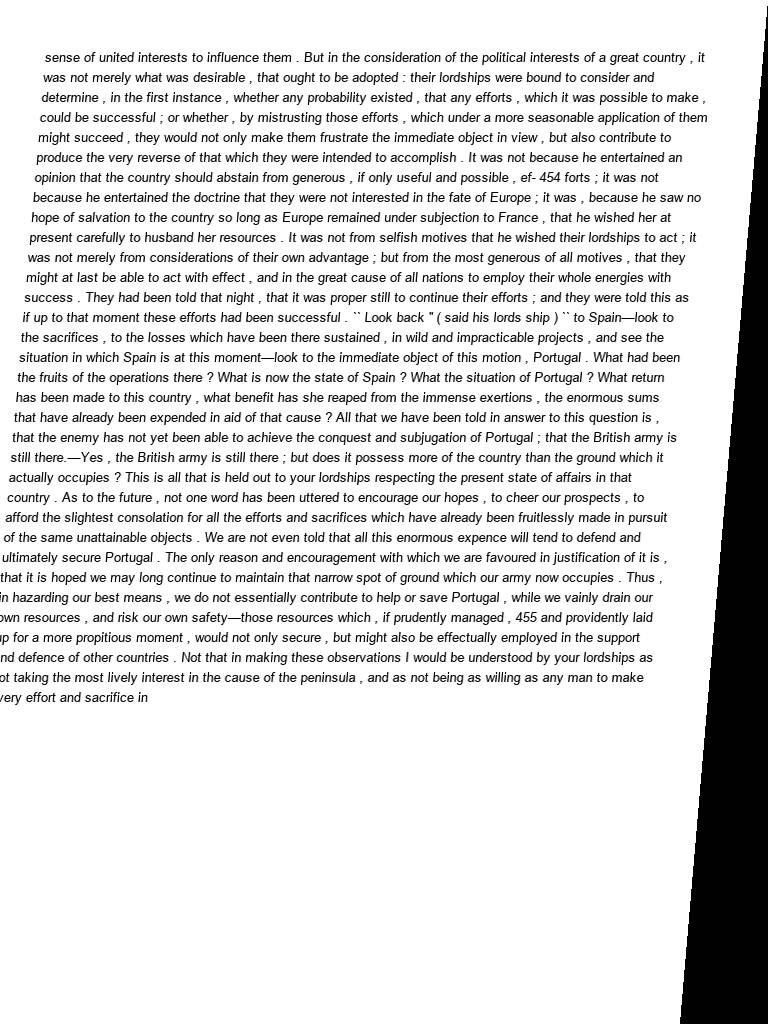 sense of united interests to influence them . But in the consideration of the political interests of a great country , it
was not merely what was desirable , that ought to be adopted : their lordships were bound to consider and
determine , in the first instance , whether any probability existed , that any efforts , which it was possible to make ,
could be successful ; or whether , by mistrusting those efforts , which under a more seasonable application of them
might succeed , they would not only make them frustrate the immediate object in view , but also contribute to
produce the very reverse of that which they were intended to accomplish . It was not because he entertained an
opinion that the country should abstain from generous , if only useful and possible , ef- 454 forts ; it was not
because he entertained the doctrine that they were not interested in the fate of Europe ; it was , because he saw no
hope of salvation to the country so long as Europe remained under subjection to France , that he wished her at
present carefully to husband her resources . It was not from selfish motives that he wished their lordships to act ; it
was not merely from considerations of their own advantage ; but from the most generous of all motives , that they
might at last be able to act with effect , and in the great cause of all nations to employ their whole energies with
success . They had been told that night , that it was proper still to continue their efforts ; and they were told this as
if up to that moment these efforts had been successful . `` Look back '' ( said his lords ship ) `` to Spain—look to
the sacrifices , to the losses which have been there sustained , in wild and impracticable projects , and see the
situation in which Spain is at this moment—look to the immediate object of this motion , Portugal . What had been
the fruits of the operations there ? What is now the state of Spain ? What the situation of Portugal ? What return
has been made to this country , what benefit has she reaped from the immense exertions , the enormous sums
that have already been expended in aid of that cause ? All that we have been told in answer to this question is ,
that the enemy has not yet been able to achieve the conquest and subjugation of Portugal ; that the British army is
still there.—Yes , the British army is still there ; but does it possess more of the country than the ground which it
actually occupies ? This is all that is held out to your lordships respecting the present state of affairs in that
country . As to the future , not one word has been uttered to encourage our hopes , to cheer our prospects , to
afford the slightest consolation for all the efforts and sacrifices which have already been fruitlessly made in pursuit
of the same unattainable objects . We are not even told that all this enormous expence will tend to defend and
ultimately secure Portugal . The only reason and encouragement with which we are favoured in justification of it is ,
that it is hoped we may long continue to maintain that narrow spot of ground which our army now occupies . Thus ,
in hazarding our best means , we do not essentially contribute to help or save Portugal , while we vainly drain our
own resources , and risk our own safety—those resources which , if prudently managed , 455 and providently laid
up for a more propitious moment , would not only secure , but might also be effectually employed in the support
nd defence of other countries . Not that in making these observations I would be understood by your lordships as
ot taking the most lively interest in the cause of the peninsula , and as not being as willing as any man to make
very effort and sacrifice in